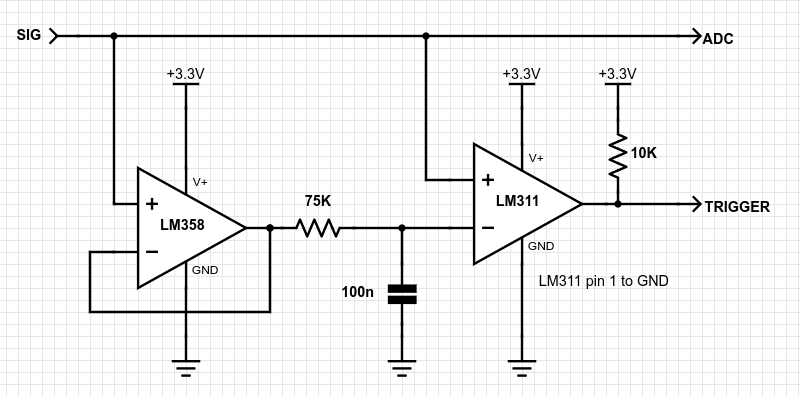 SIG
ADC
+3.3V
+3.3V
+3.3V
V+
V+
10K
+
+
75K
LM358
LM311
TRIGGER
−
−
GND
GND
100n
LM311 pin 1 to GND